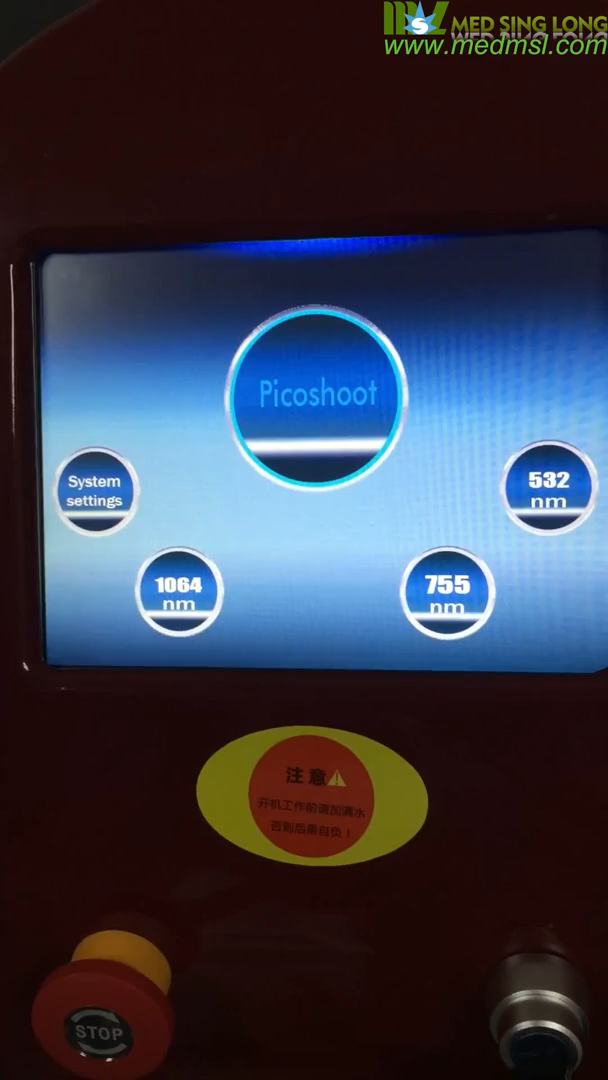 MED SING LONG
www.medmsl.com
Picoshoot
System
settings
532
nm
1064
nm
755
nm
注意
开机工作前请加满水
否则后果自负！
STOP